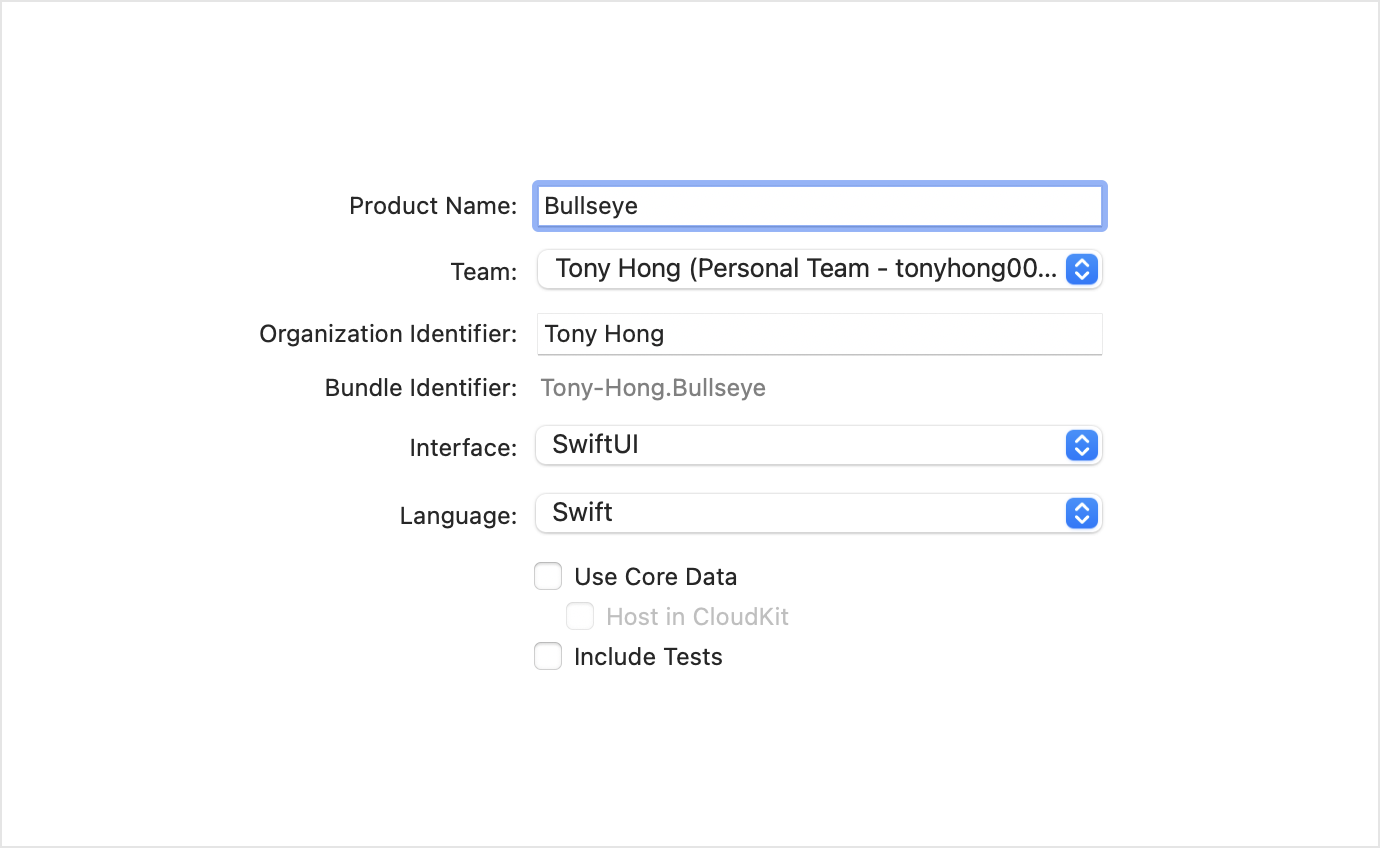 Product Name: Bullseye
Team: Tony Hong (Personal Team - tonyhong00...
Organization Identifier: Tony Hong
Bundle Identifier: Tony-Hong.Bullseye
Interface: SwiftUI
Language: Swift
Use Core Data
Host in CloudKit
Include Tests